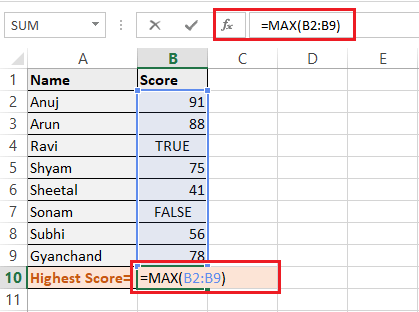 SUM fx =MAX(B2:B9)
A B C D E
1 Name Score
2 Anuj 91
3 Arun 88
4 Ravi TRUE
5 Shyam 75
6 Sheetal 41
7 Sonam FALSE
8 Subhi 56
9 Gyanchand 78
10 Highest Score= =MAX(B2:B9)
11